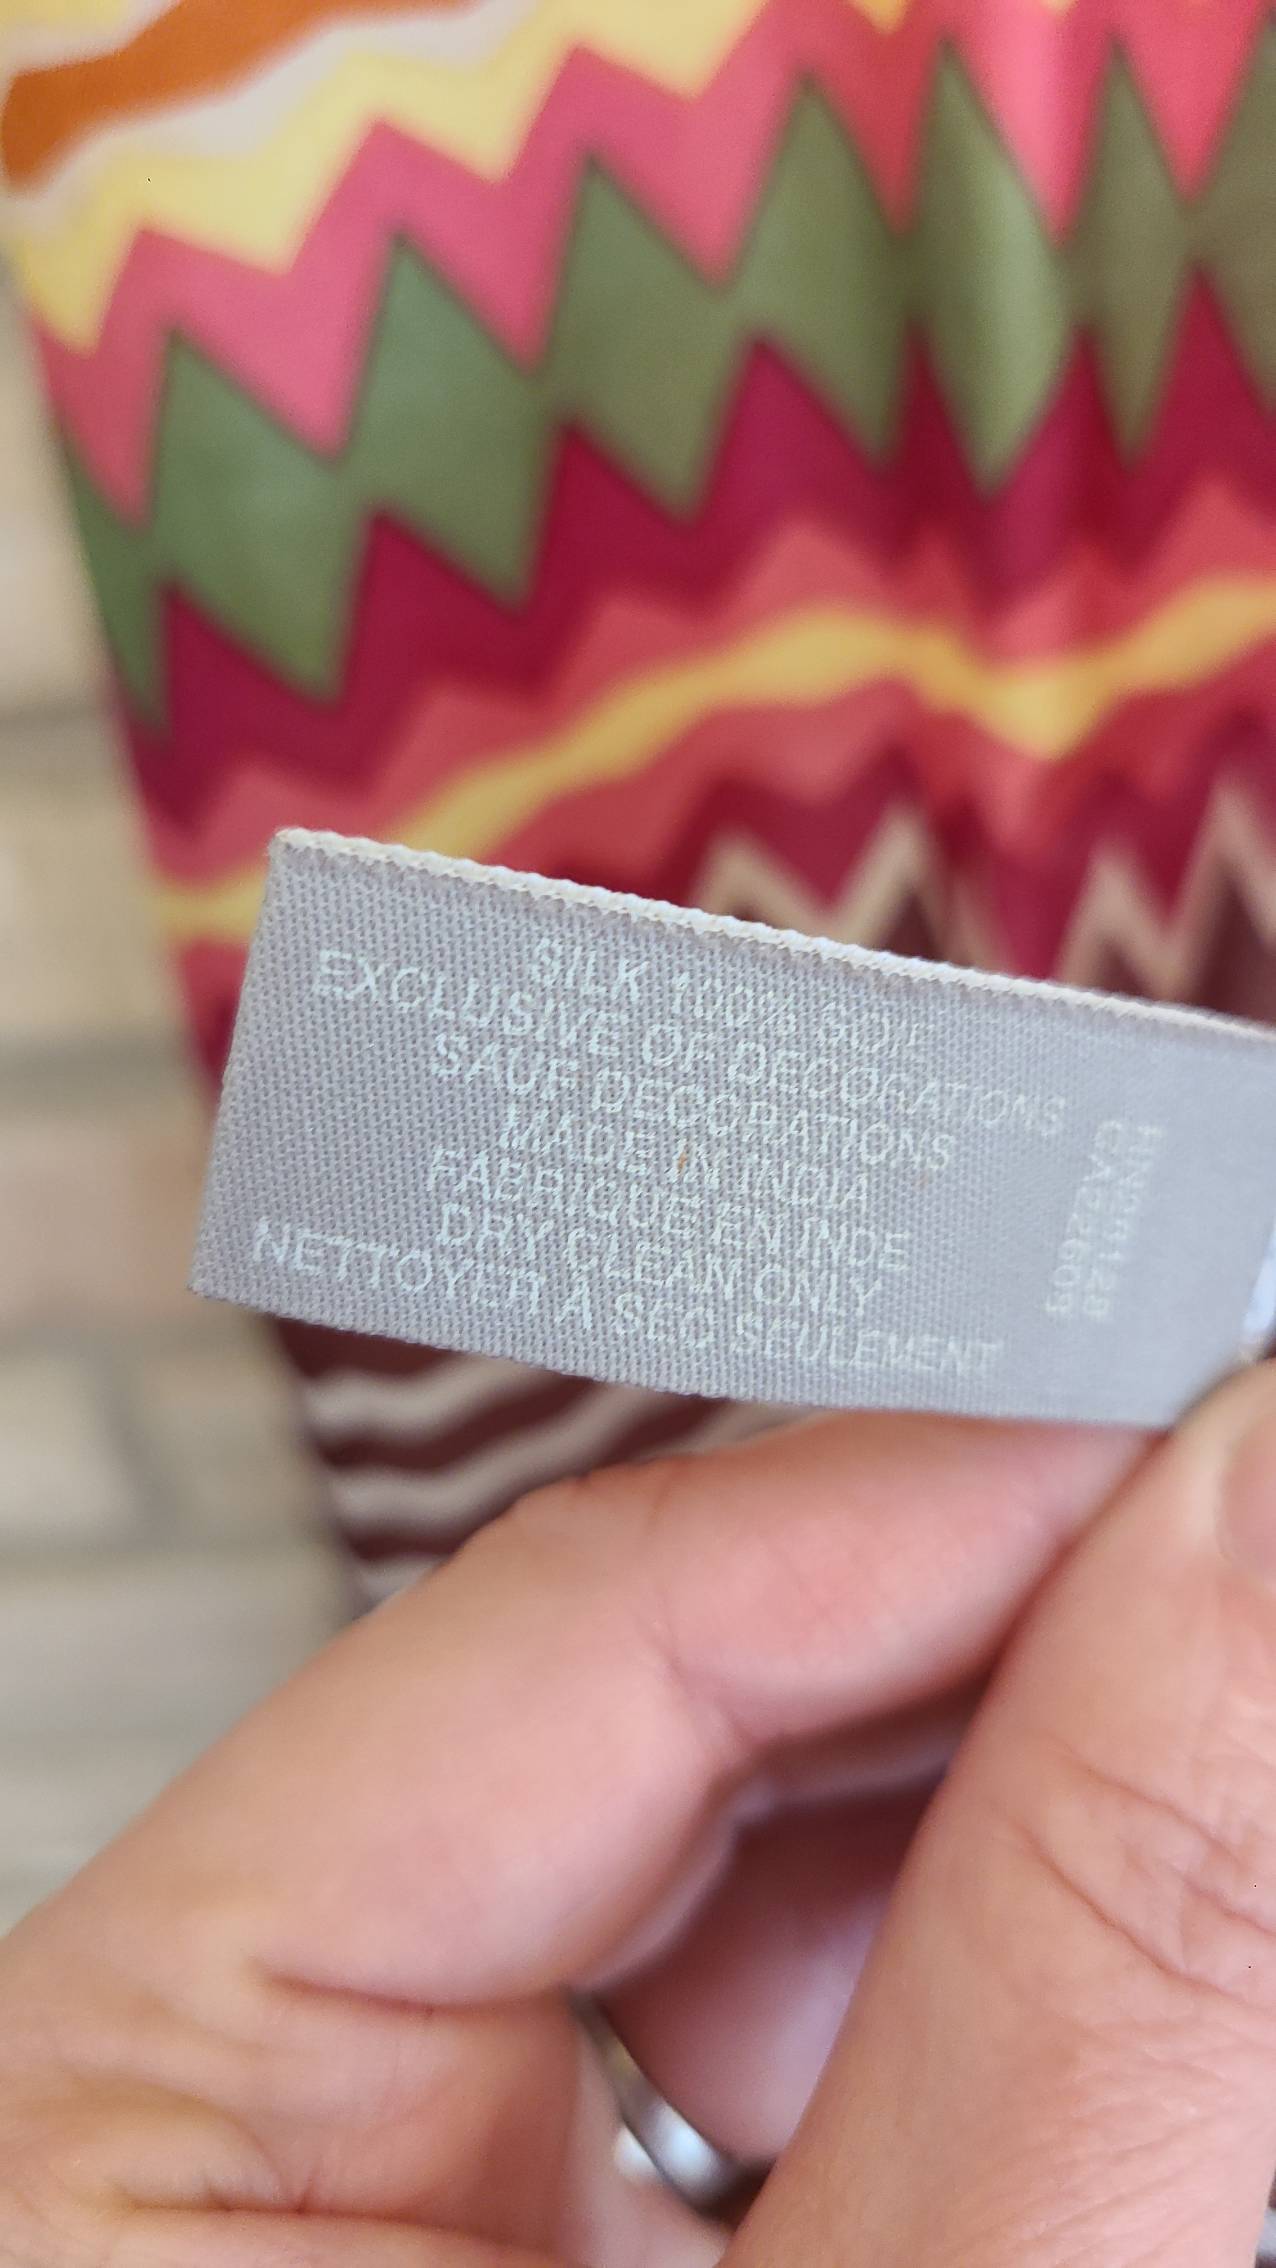 SILK 100% SOIE
EXCLUSIVE OF DECORATIONS
SAUF DECORATIONS
MADE IN INDIA
FABRIQUE EN INDE
DRY CLEAN ONLY
NETTOYER A SEC SEULEMENT